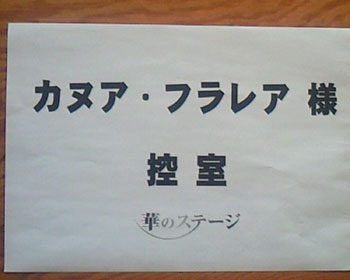 カヌア・フラレア 様
控 室
華のステージ